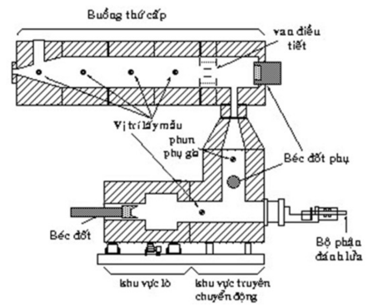 Buồng thứ cấp
van điều
tiết
Vị trí lấy mẫu
phun
phụ gia
Béc đốt phụ
Béc đốt
Bộ phận
đánh lửa
khu vực lò
khu vực truyên
chuyển động